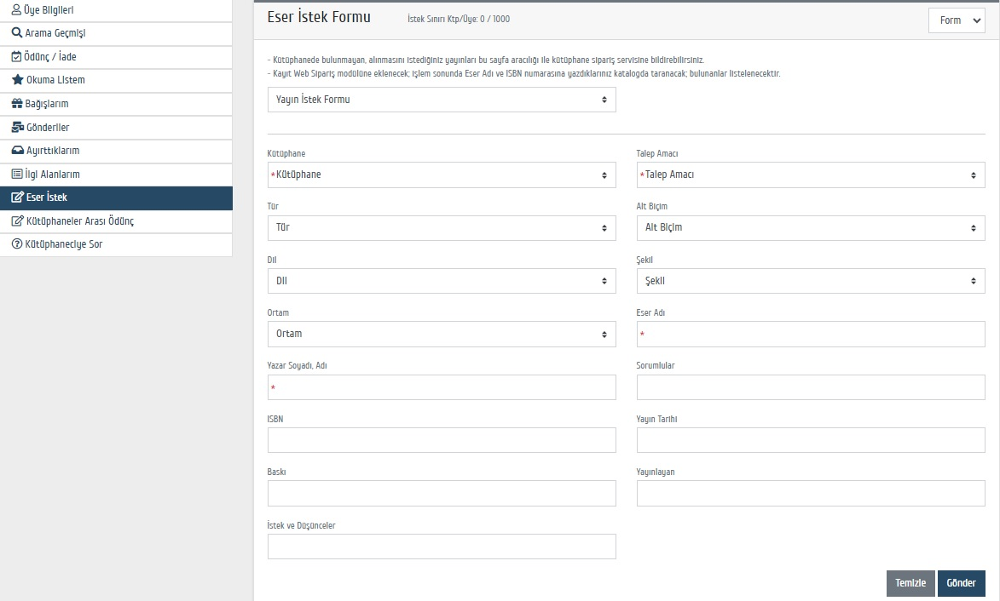 Üye Bilgileri
Arama Geçmişi
Ödünç / İade
Okuma Listem
Bağışlarım
Gönderiler
Ayırttıklarım
İlgi Alanlarım
Eser İstek
Kütüphaneler Arası Ödünç
Kütüphaneciye Sor
Eser İstek Formu
İstek Sınırı Ktp/Üye: 0 / 1000
Form
- Kütüphanede bulunmayan, alınmasını istediğiniz yayınları bu sayfa aracılığı ile kütüphane sipariş servisine bildirebilirsiniz.
- Kayıt Web Sipariş modülüne eklenecek; işlem sonunda Eser Adı ve ISBN numarasına yazdıklarınız katalogda taranacak; bulunanlar listelenecektir.
Yayın İstek Formu
Kütüphane
Talep Amacı
*Kütüphane
*Talep Amacı
Tür
Alt Biçim
Tür
Alt Biçim
Dil
Şekil
Dil
Şekil
Ortam
Eser Adı
Ortam
*
Yazar Soyadı, Adı
Sorumlular
*
ISBN
Yayın Tarihi
Baskı
Yayınlayan
İstek ve Düşünceler
Temizle
Gönder